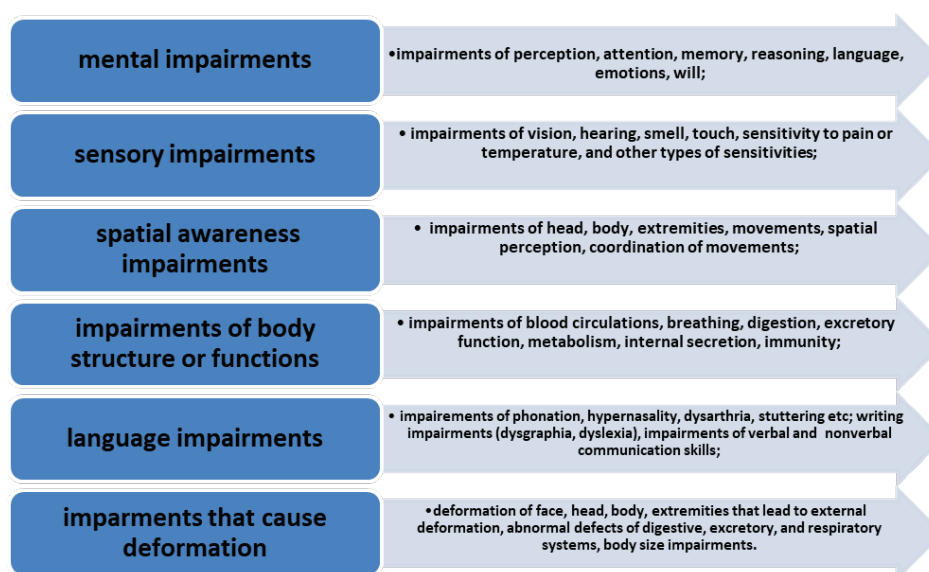 mental impairments
•impairments of perception, attention, memory, reasoning, language,
emotions, will;
sensory impairments
• impairments of vision, hearing, smell, touch, sensitivity to pain or
temperature, and other types of sensitivities;
spatial awareness
impairments
• impairments of head, body, extremities, movements, spatial
perception, coordination of movements;
impairments of body
structure or functions
• impairments of blood circulations, breathing, digestion, excretory
function, metabolism, internal secretion, immunity;
language impairments
• impairements of phonation, hypernasality, dysarthria, stuttering etc; writing
impairments (dysgraphia, dyslexia), impairments of verbal and nonverbal
communication skills;
imparments that cause
deformation
•deformation of face, head, body, extremities that lead to external
deformation, abnormal defects of digestive, excretory, and respiratory
systems, body size impairments.